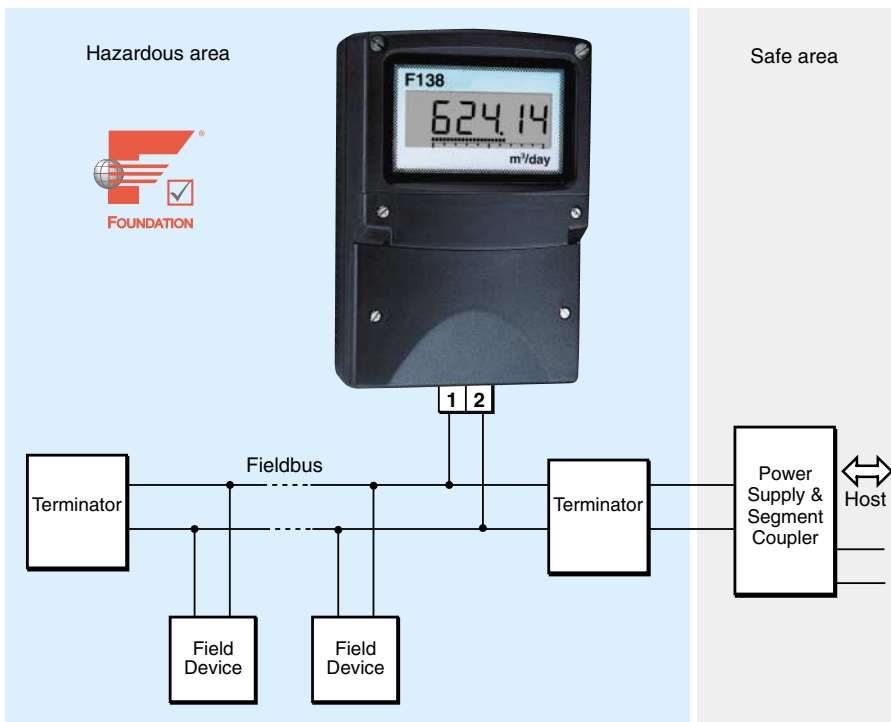 Hazardous area
Safe area
F138
624.14
m³/day
®
FOUNDATION
1 2
Fieldbus
Terminator
Terminator
Power
Supply &
Segment
Coupler
Host
Field
Device
Field
Device